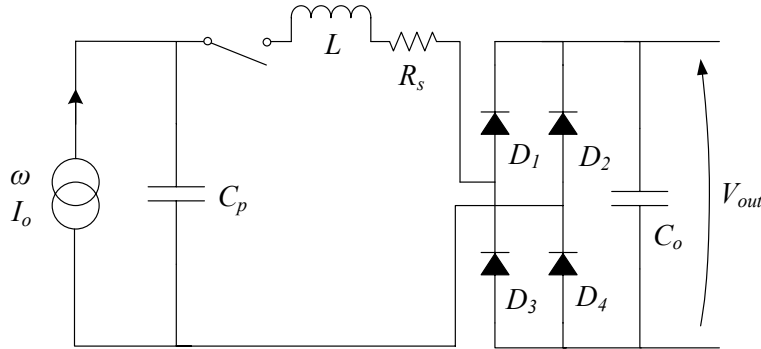 L
R_s
ω
I_o
C_p
D_1
D_2
D_3
D_4
C_o
V_out